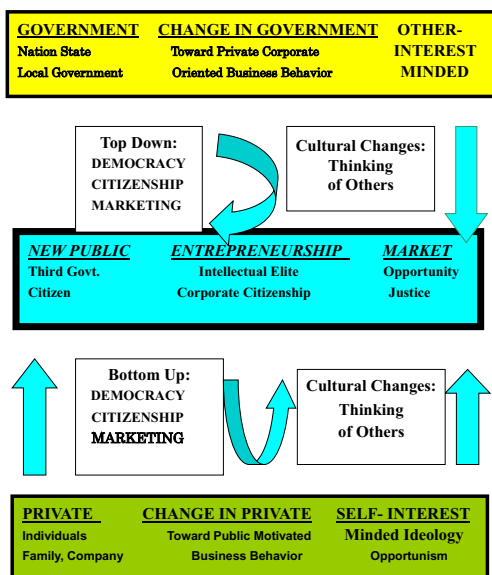 GOVERNMENT CHANGE IN GOVERNMENT OTHER-
Nation State Toward Private Corporate INTEREST
Local Government Oriented Business Behavior MINDED
Top Down:
DEMOCRACY
CITIZENSHIP
MARKETING
Cultural Changes:
Thinking
of Others
NEW PUBLIC ENTREPRENEURSHIP MARKET
Third Govt. Intellectual Elite Opportunity
Citizen Corporate Citizenship Justice
Bottom Up:
DEMOCRACY
CITIZENSHIP
MARKETING
Cultural Changes:
Thinking
of Others
PRIVATE CHANGE IN PRIVATE SELF- INTEREST
Individuals Toward Public Motivated Minded Ideology
Family, Company Business Behavior Opportunism